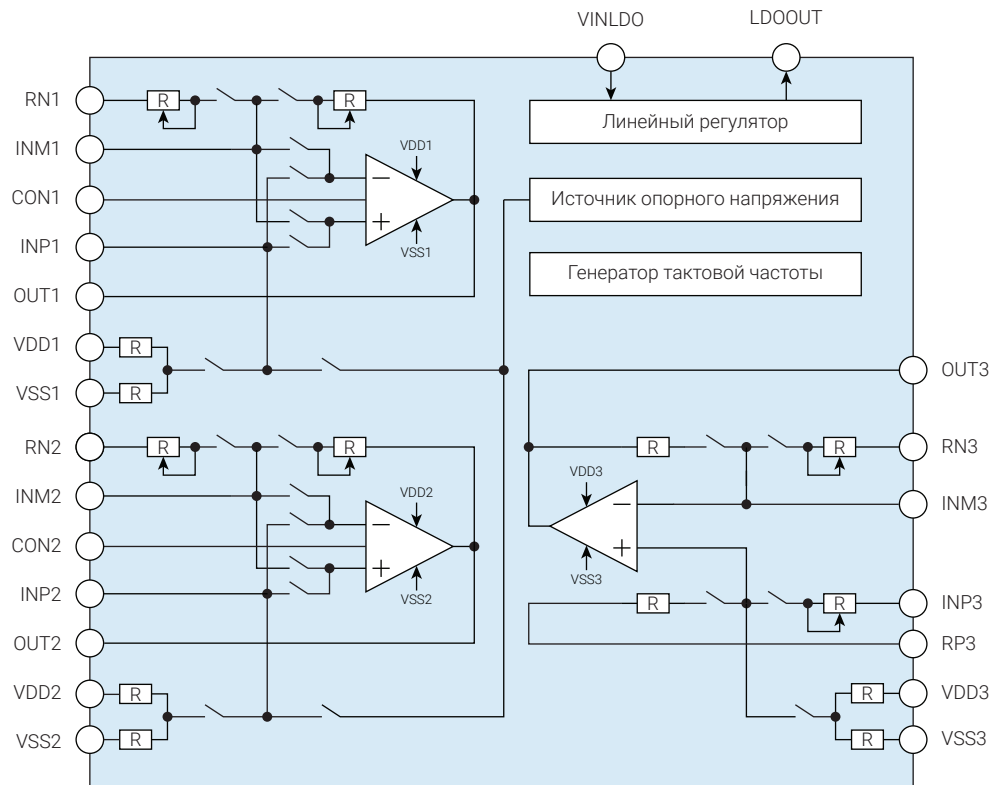 VINLDO LDOOUT
RN1 R R
Линейный регулятор
INM1
VDD1
CON1
−
Источник опорного напряжения
+
INP1
VSS1
Генератор тактовой частоты
OUT1
VDD1 R
OUT3
VSS1 R
RN2 R R
R R RN3
VDD3
INM2
VDD2
− INM3
CON2
−
+
+
VSS3
INP2
VSS2
R R INP3
OUT2
RP3
VDD2 R
R VDD3
VSS2 R
R VSS3